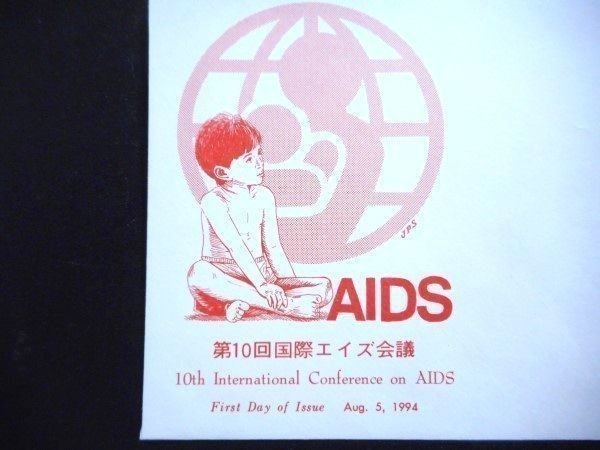 J.P.S
AIDS
第10回国際エイズ会議
10th International Conference on AIDS
First Day of Issue Aug. 5, 1994